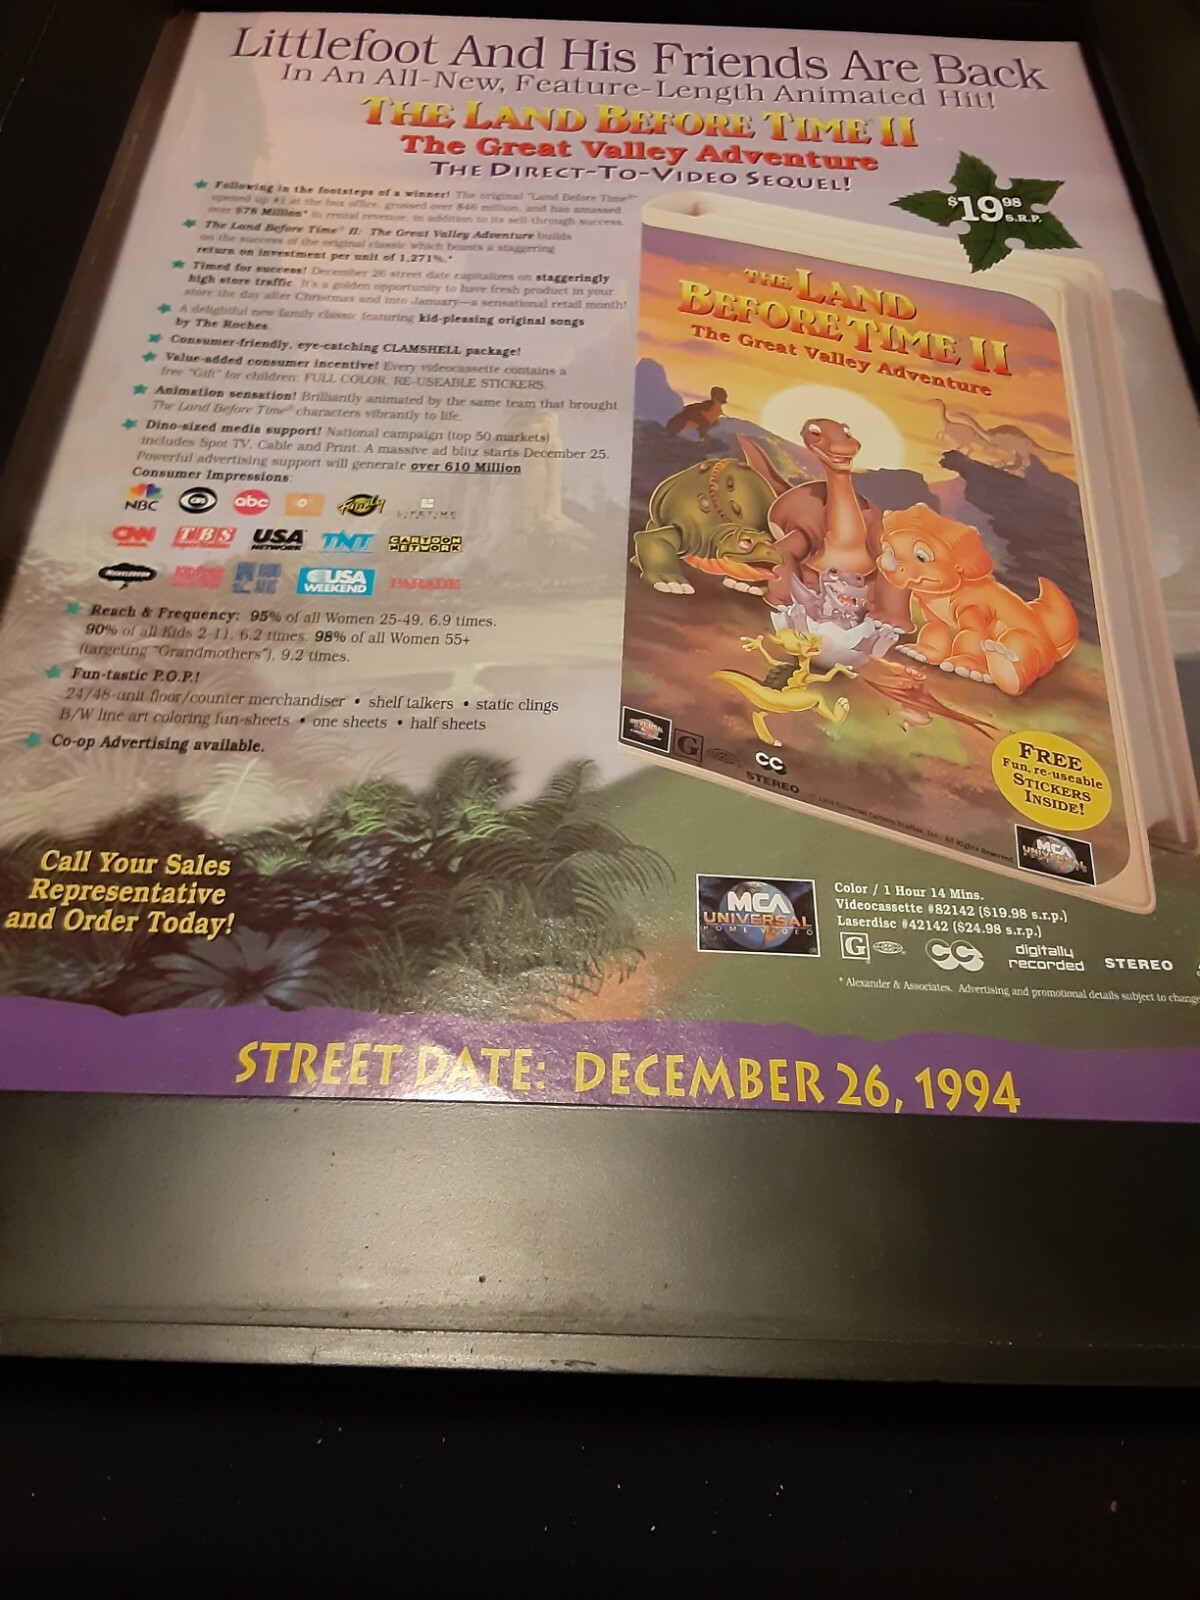 Littlefoot And His Friends Are Back
In An All-New, Feature-Length Animated Hit!
THE LAND BEFORE TIME II
The Great Valley Adventure
THE DIRECT-TO-VIDEO SEQUEL!
$19.98
S.R.P.
Following in the footsteps of a winner! The original "Land Before Time®"
opened up #1 at the box office, grossed over $46 million, and has amassed
over $78 Million* in rental revenue, in addition to its sell-through success.
The Land Before Time® II: The Great Valley Adventure builds
on the success of the original classic which boasts a staggering
return on investment per unit of 1,271%.*
Timed for success! December 26 street date capitalizes on staggeringly
high store traffic. It's a golden opportunity to have fresh product in your
store the day after Christmas and into January—a sensational retail month!
A delightful new family classic featuring kid-pleasing original songs
by The Roches.
Consumer-friendly, eye-catching CLAMSHELL package!
Value-added consumer incentive! Every videocassette contains a
free "Gift" for children: FULL COLOR, RE-USEABLE STICKERS.
Animation sensation! Brilliantly animated by the same team that brought
The Land Before Time® characters vibrantly to life.
Dino-sized media support! National campaign (top 50 markets)
includes Spot TV, Cable and Print. A massive ad blitz starts December 25.
Powerful advertising support will generate over 610 Million
Consumer Impressions:
NBC CBS abc Family LIFETIME
CNN TBS USA NETWORK TNT CARTOON NETWORK
NICKELODEON USA WEEKEND PARADE
Reach & Frequency: 95% of all Women 25-49, 6.9 times.
90% of all Kids 2-11, 6.2 times. 98% of all Women 55+
(targeting "Grandmothers"), 9.2 times.
Fun-tastic P.O.P.!
24/48-unit floor/counter merchandiser • shelf talkers • static clings
B/W line art coloring fun-sheets • one sheets • half sheets
Co-op Advertising available.
THE LAND
BEFORE TIME II
The Great Valley Adventure
G
CC
STEREO
© 1994 Universal Cartoon Studios, Inc. All Rights Reserved.
FREE
Fun, re-useable
STICKERS
INSIDE!
MCA
UNIVERSAL
Call Your Sales
Representative
and Order Today!
MCA
UNIVERSAL
HOME VIDEO
Color / 1 Hour 14 Mins.
Videocassette #82142 ($19.98 s.r.p.)
Laserdisc #42142 ($24.98 s.r.p.)
G CC digitally recorded STEREO
* Alexander & Associates. Advertising and promotional details subject to change
STREET DATE: DECEMBER 26, 1994